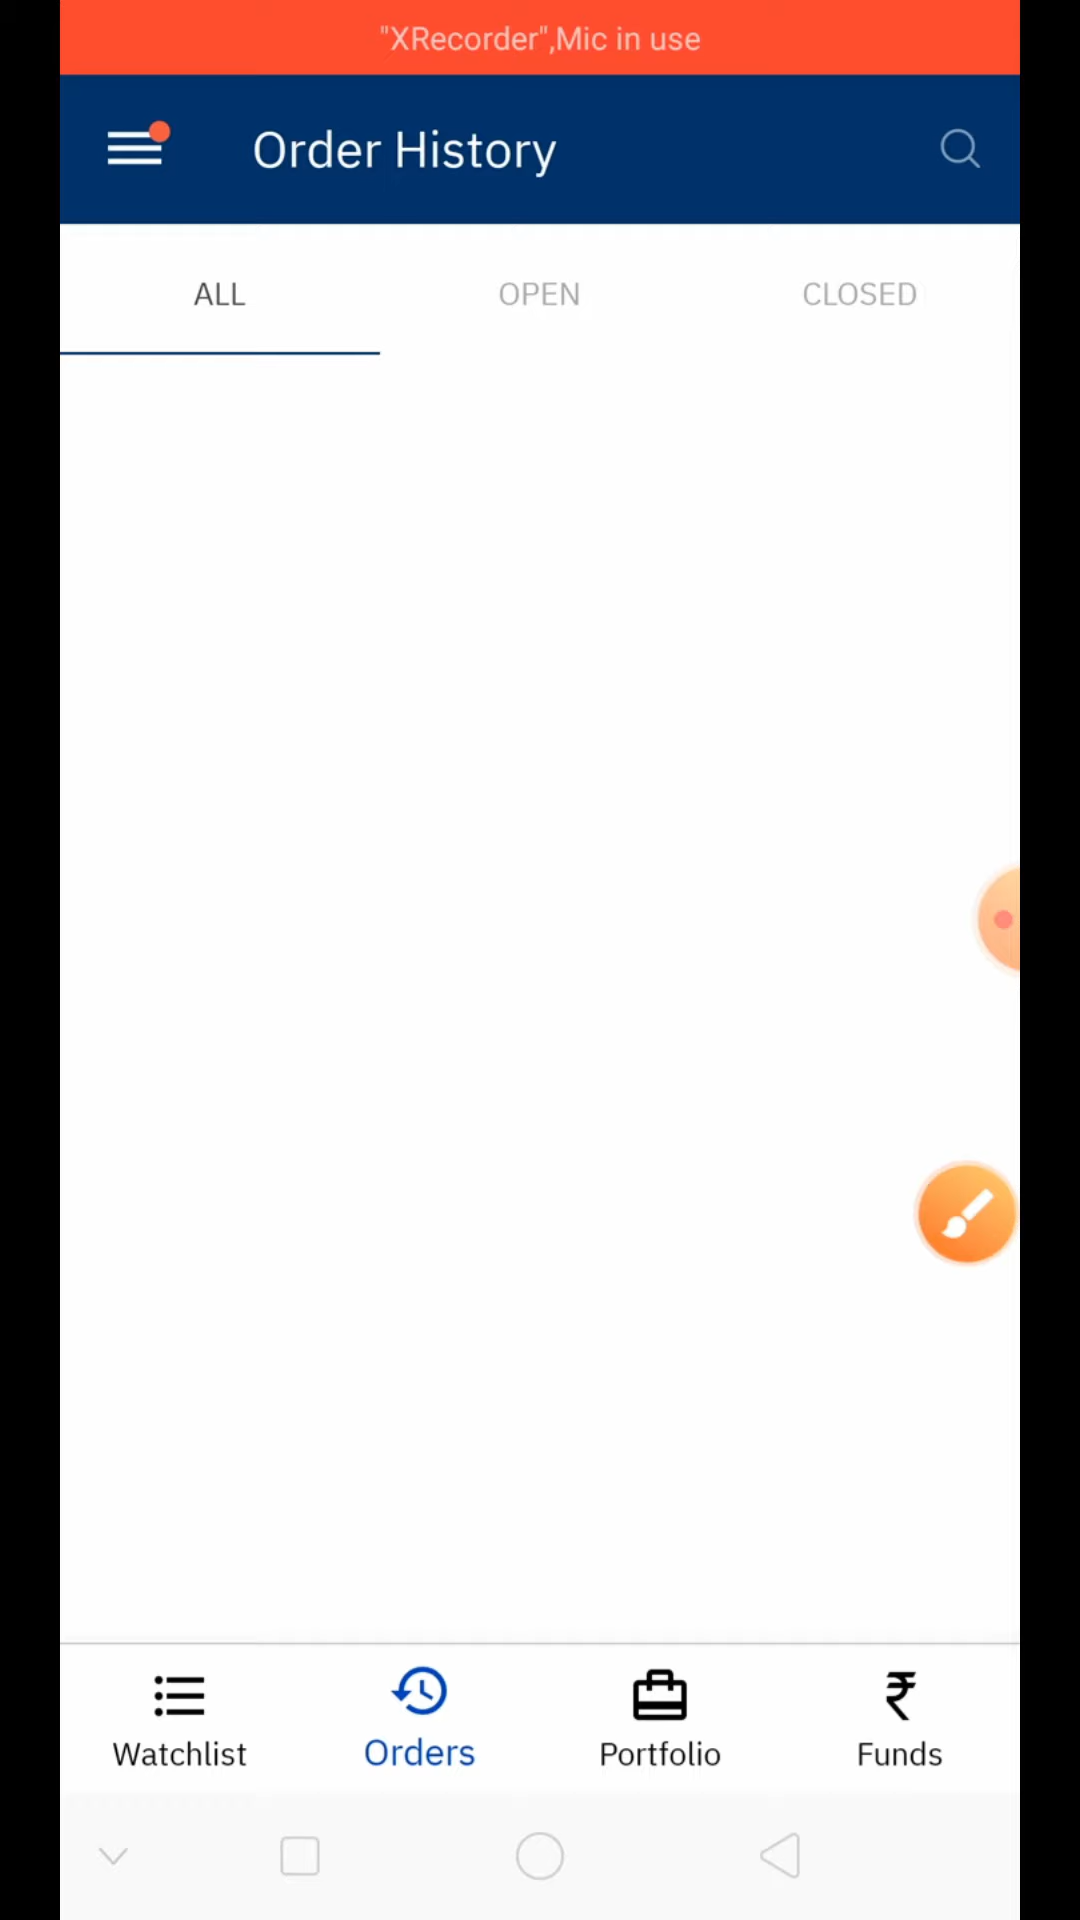 "XRecorder",Mic in use
Order History
ALL OPEN CLOSED
Watchlist Orders Portfolio Funds